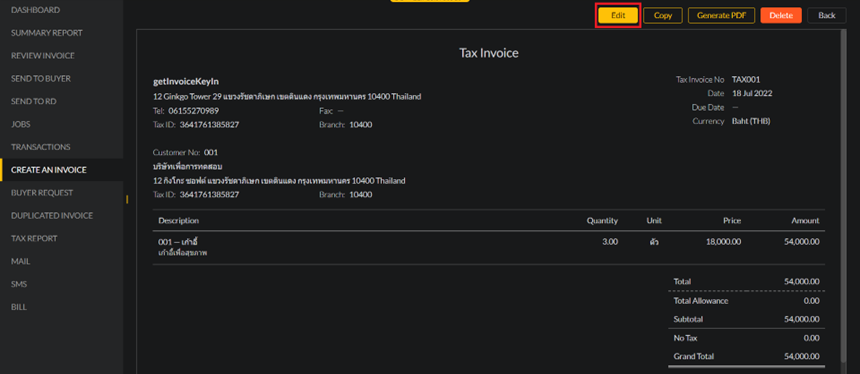 DASHBOARD
SUMMARY REPORT
REVIEW INVOICE
SEND TO BUYER
SEND TO RD
JOBS
TRANSACTIONS
CREATE AN INVOICE
BUYER REQUEST
DUPLICATED INVOICE
TAX REPORT
MAIL
SMS
BILL
Edit Copy Generate PDF Delete Back
Tax Invoice
getInvoiceKeyIn
12 Ginkgo Tower 29 แขวงรัชดาภิเษก เขตดินแดง กรุงเทพมหานคร 10400 Thailand
Tel: 06155270989 Fax: —
Tax ID: 3641761385827 Branch: 10400
Tax Invoice No TAX001
Date 18 Jul 2022
Due Date —
Currency Baht (THB)
Customer No: 001
บริษัทเพื่อการทดสอบ
12 กิงโกะ ซอฟต์ แขวงรัชดาภิเษก เขตดินแดง กรุงเทพมหานคร 10400 Thailand
Tax ID: 3641761385827 Branch: 10400
Description Quantity Unit Price Amount
001 — เก้าอี้ 3.00 ตัว 18,000.00 54,000.00
เก้าอี้เพื่อสุขภาพ
Total 54,000.00
Total Allowance 0.00
Subtotal 54,000.00
No Tax 0.00
Grand Total 54,000.00